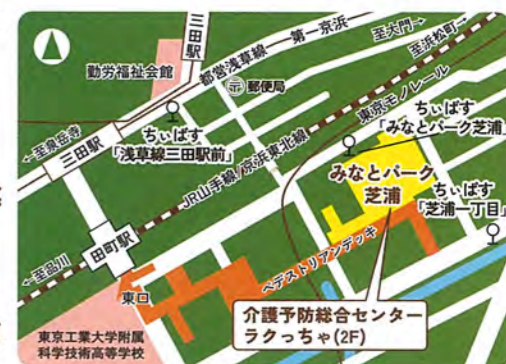 三田駅
勤労福祉会館
都営浅草線
第一京浜
至大門→
至浜松町→
〒郵便局
ちぃばす
「浅草線三田駅前」
←至泉岳寺
三田駅
JR山手線/京浜東北線
東京モノレール
ちぃばす
「みなとパーク芝浦」
みなとパーク
芝浦
ちぃばす
「芝浦一丁目」
田町駅
←至品川
東口
ペデストリアンデッキ
介護予防総合センター
ラクっちゃ(2F)
東京工業大学附属
科学技術高等学校